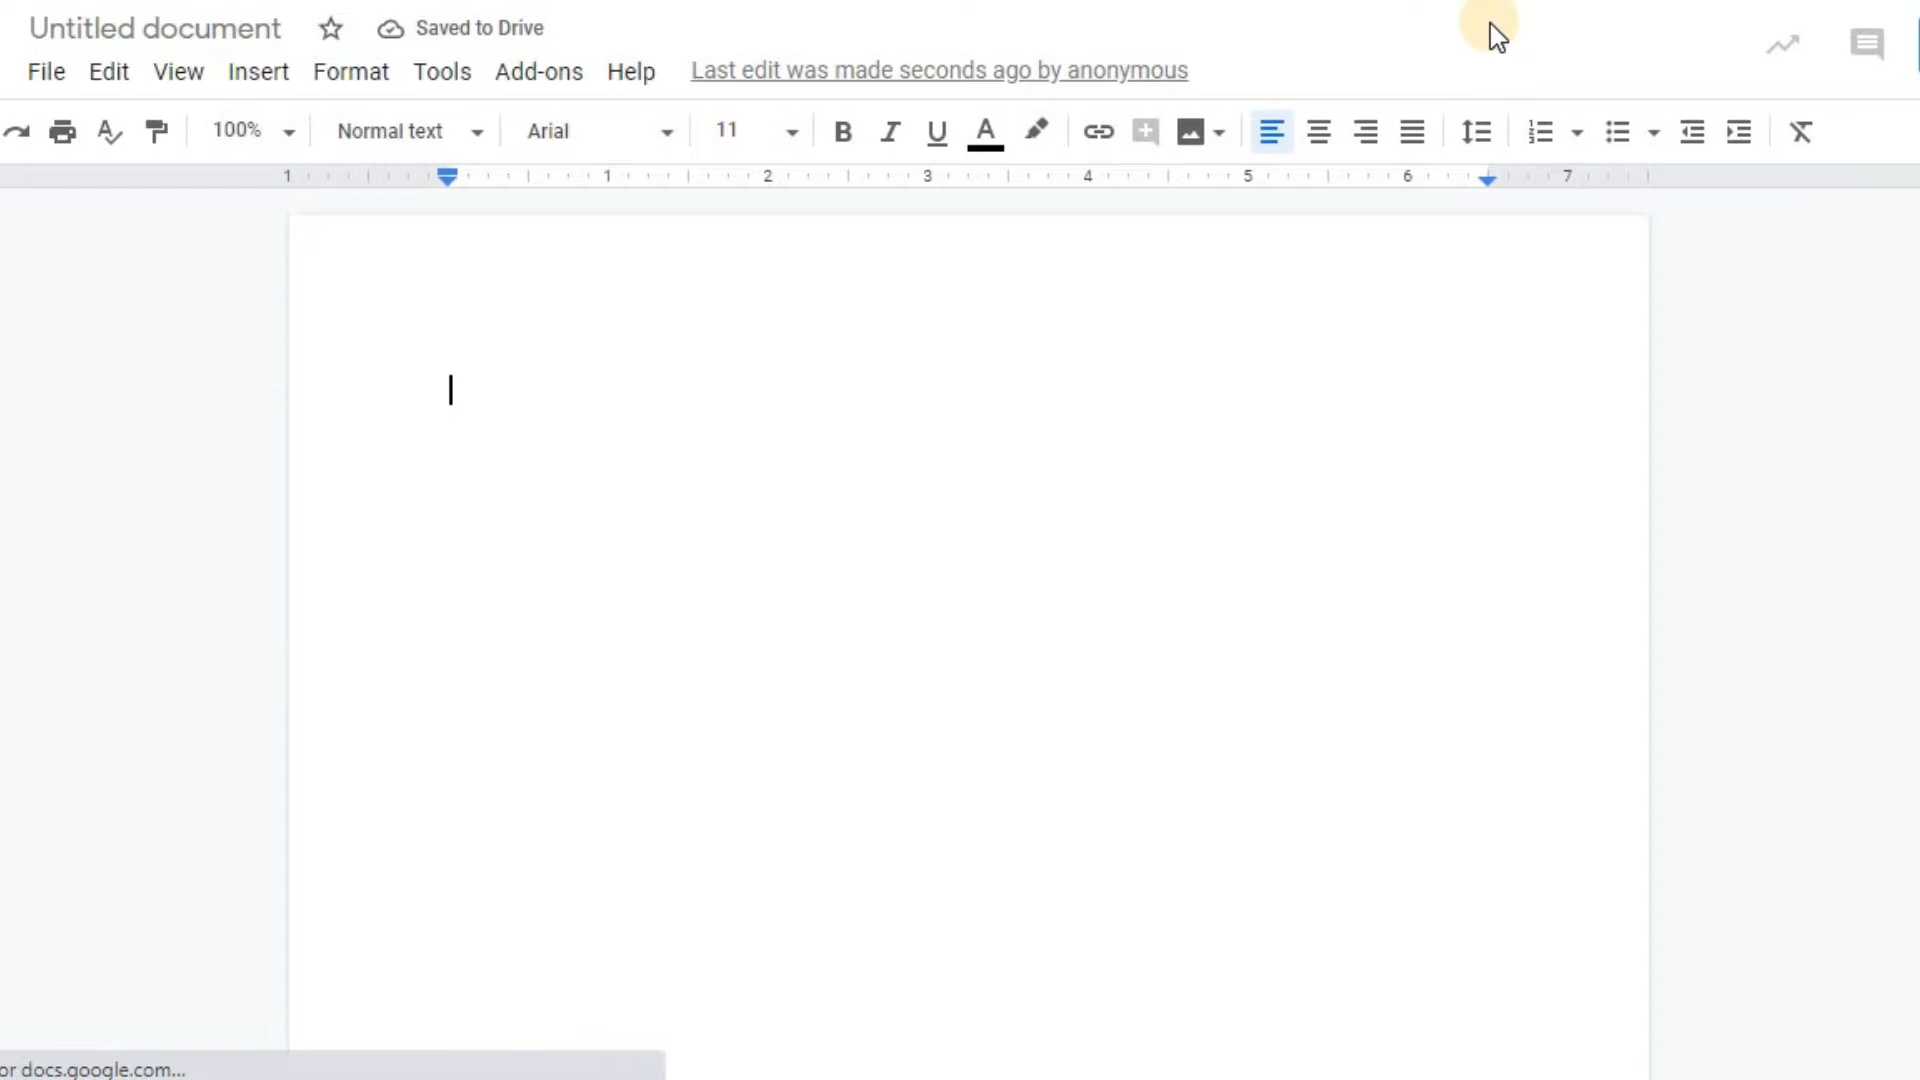 Untitled document Saved to Drive
File Edit View Insert Format Tools Add-ons Help Last edit was made seconds ago by anonymous
100% Normal text Arial 11 B I U A
1 1 2 3 4 5 6 7
or docs.google.com...